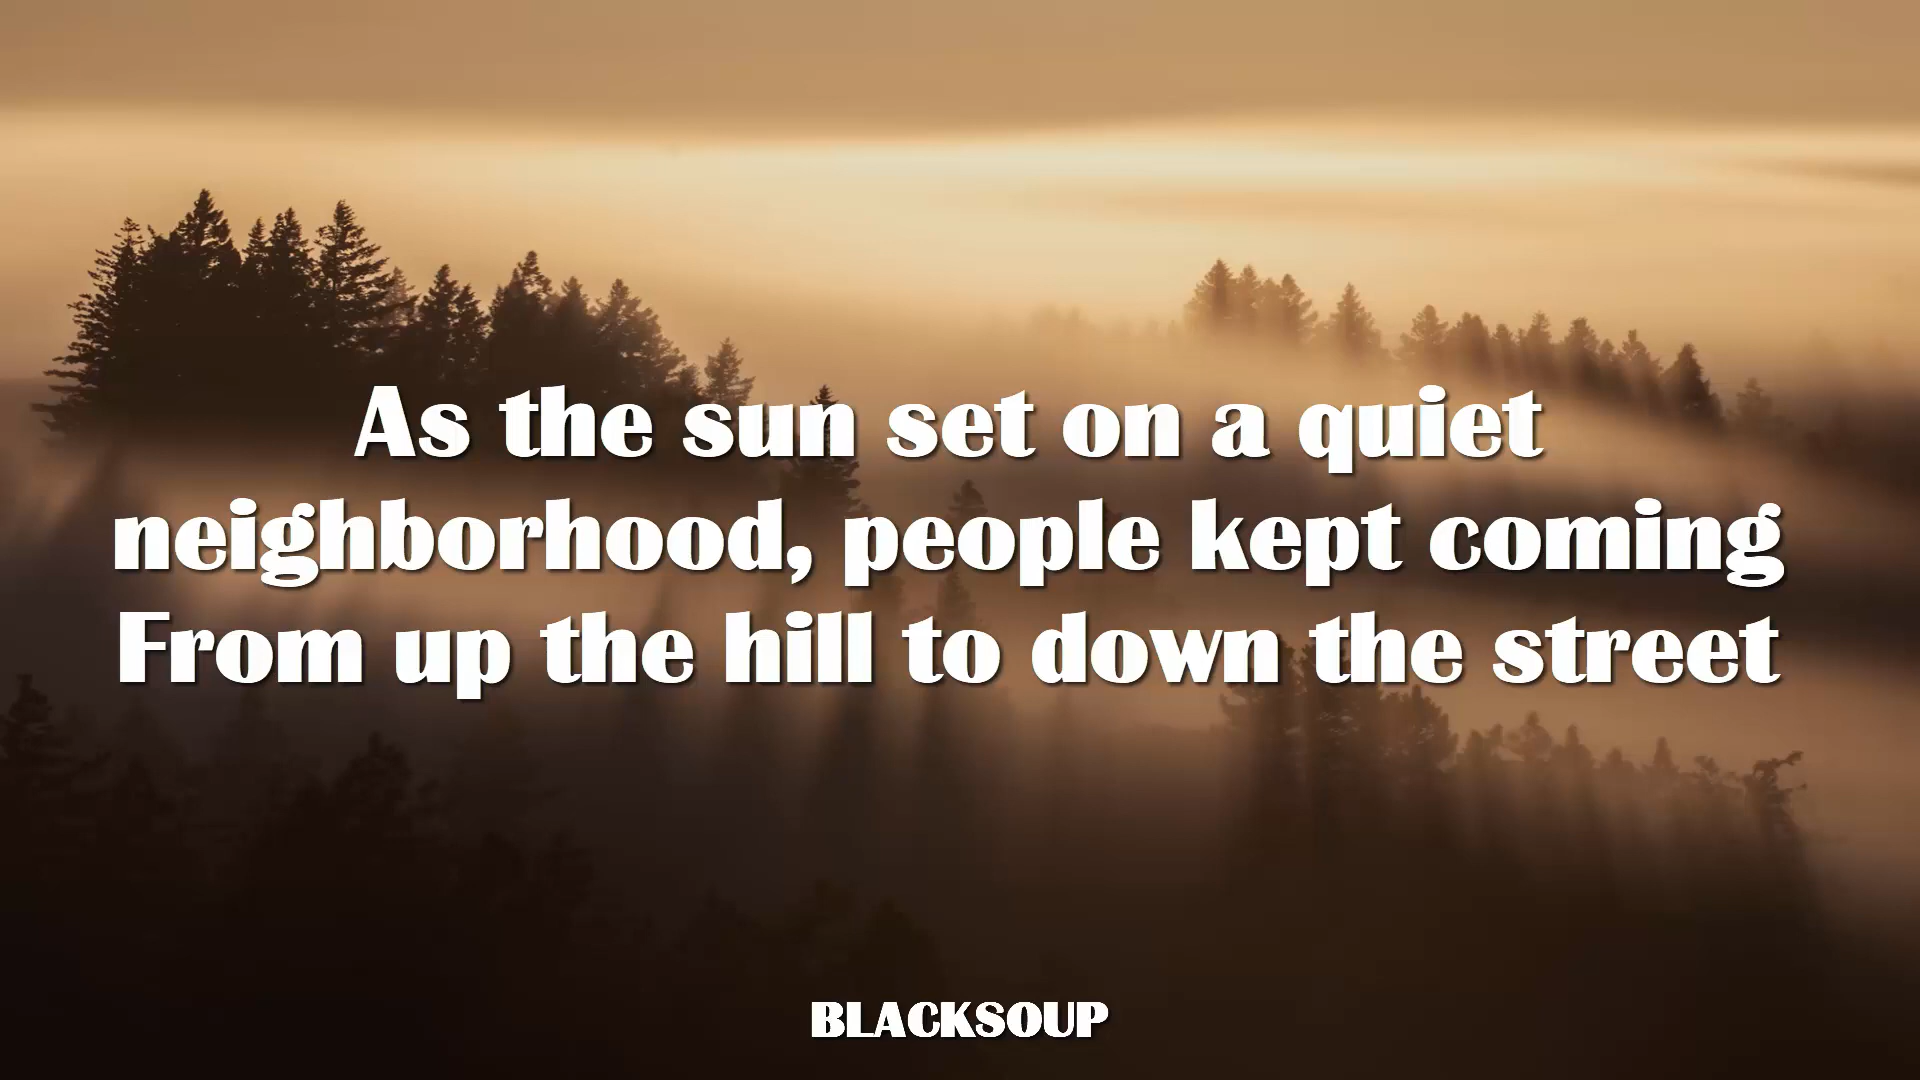 As the sun set on a quiet
neighborhood, people kept coming
From up the hill to down the street
BLACKSOUP